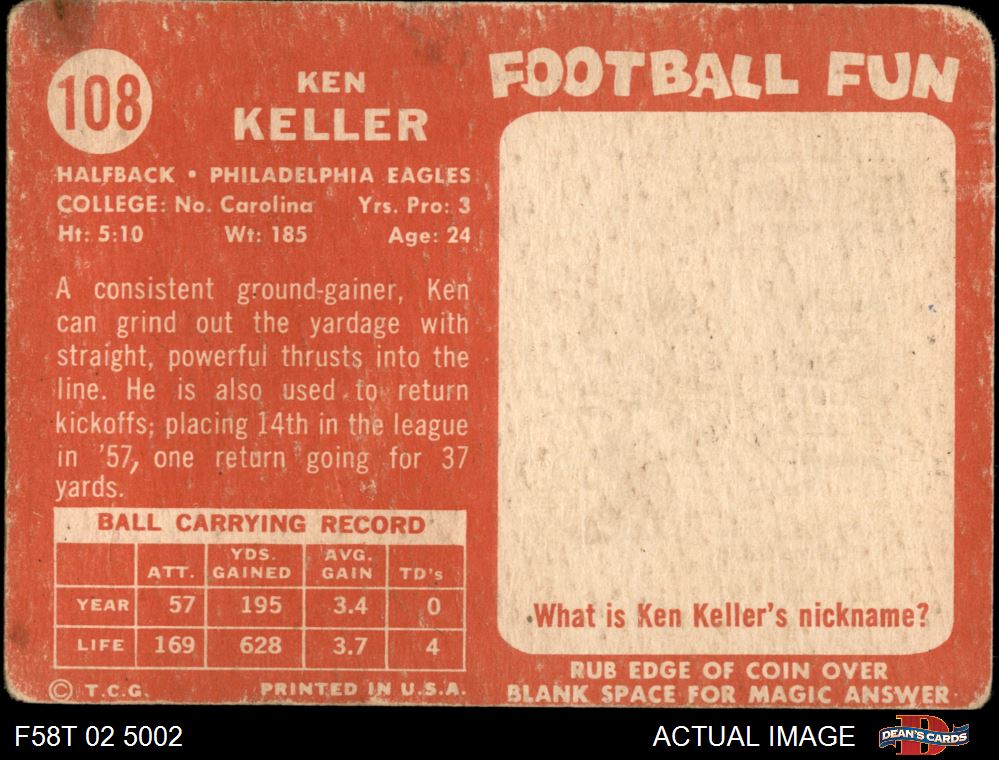 108
KEN
KELLER
HALFBACK • PHILADELPHIA EAGLES
COLLEGE: No. Carolina Yrs. Pro: 3
Ht: 5:10 Wt: 185 Age: 24
A consistent ground-gainer, Ken
can grind out the yardage with
straight, powerful thrusts into the
line. He is also used to return
kickoffs; placing 14th in the league
in '57, one return going for 37
yards.
BALL CARRYING RECORD
ATT. YDS. GAINED AVG. GAIN TD's
YEAR 57 195 3.4 0
LIFE 169 628 3.7 4
© T.C.G. PRINTED IN U.S.A.
FOOTBALL FUN
What is Ken Keller's nickname?
RUB EDGE OF COIN OVER
BLANK SPACE FOR MAGIC ANSWER
F58T 02 5002
ACTUAL IMAGE
DEAN'S CARDS